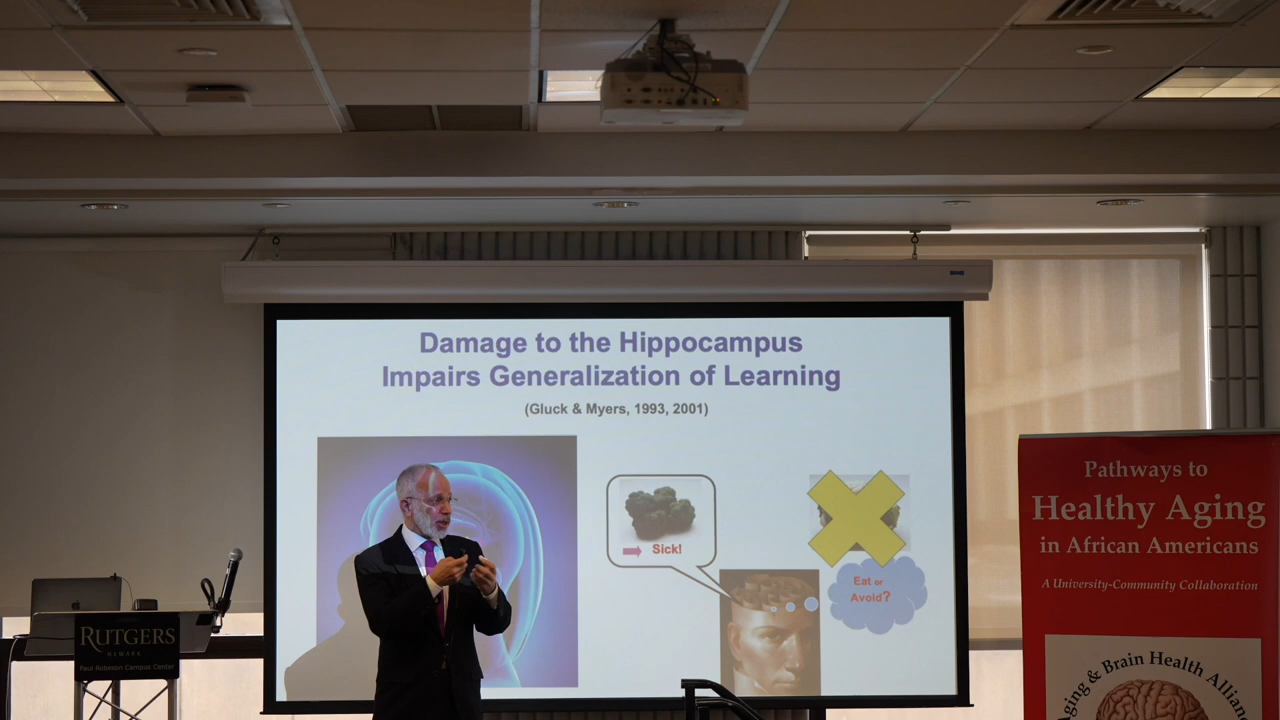 Damage to the Hippocampus
Impairs Generalization of Learning
(Gluck & Myers, 1993, 2001)
Sick!
Eat or
Avoid?
RUTGERS
NEWARK
Paul Robeson Campus Center
Pathways to
Healthy Aging
in African Americans
A University-Community Collaboration
Aging & Brain Health